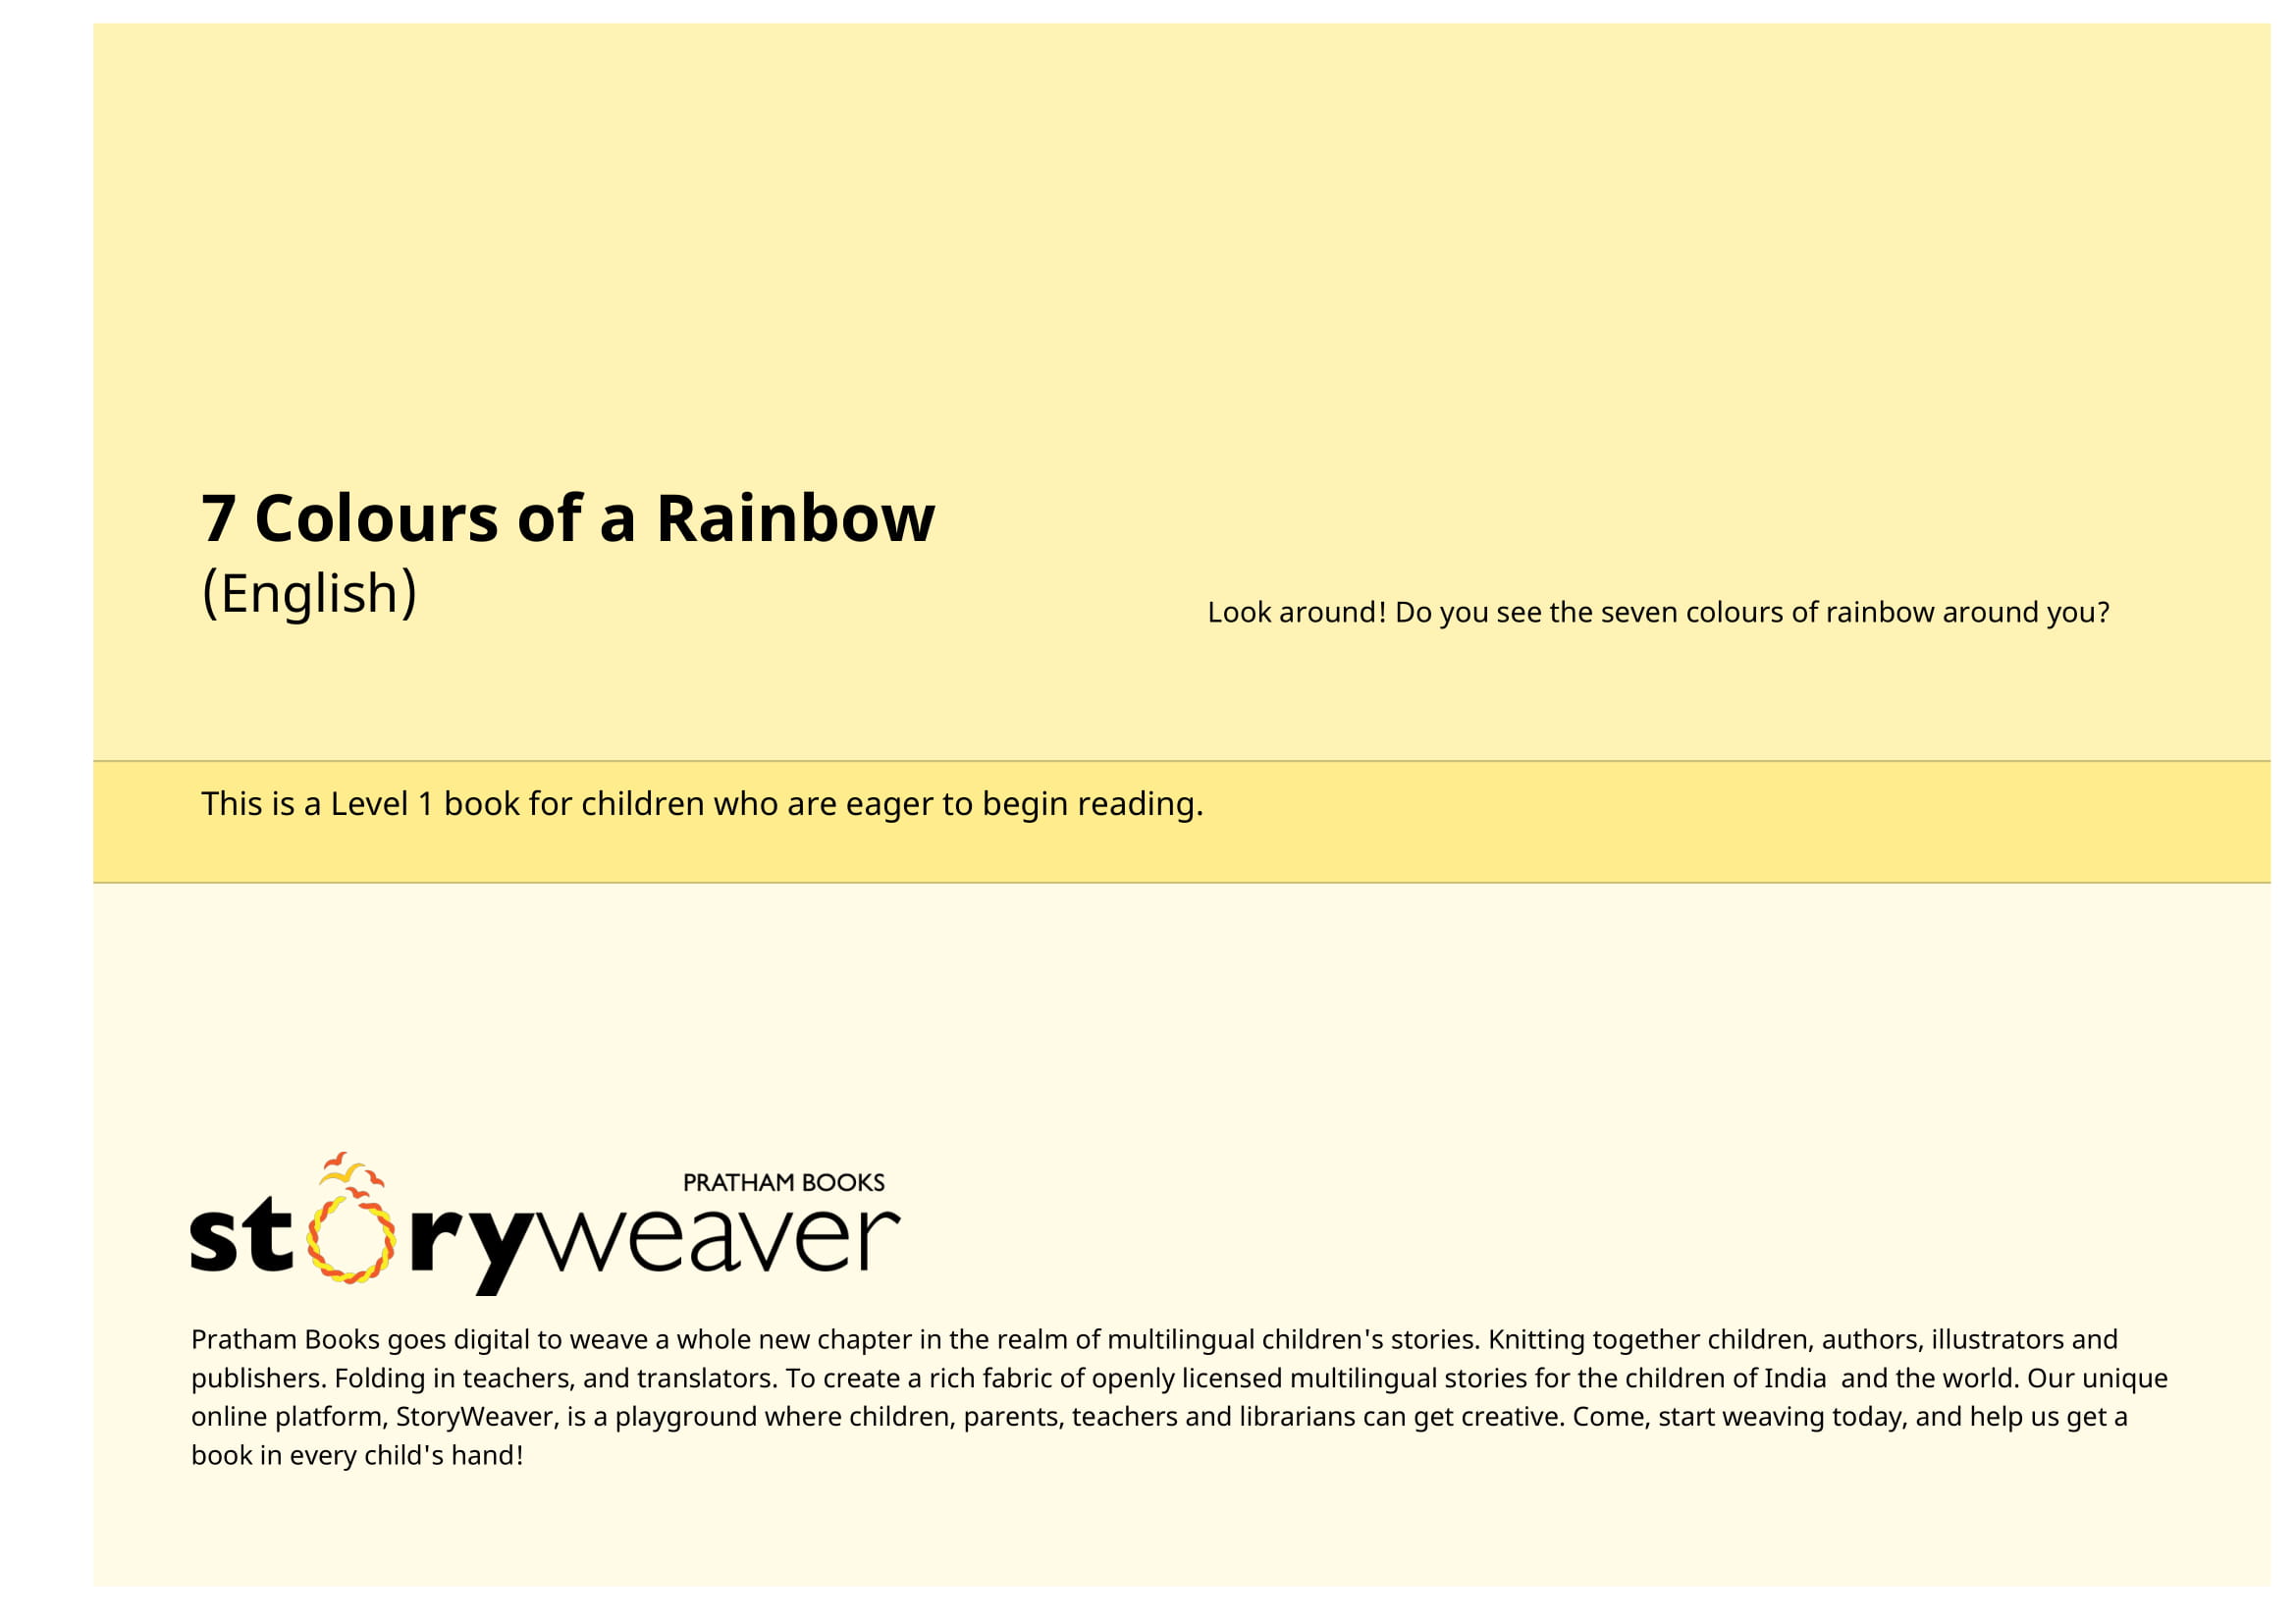 7 Colours of a Rainbow
(English)
Look around! Do you see the seven colours of rainbow around you?
This is a Level 1 book for children who are eager to begin reading.
PRATHAM BOOKS
storyweaver
Pratham Books goes digital to weave a whole new chapter in the realm of multilingual children's stories. Knitting together children, authors, illustrators and
publishers. Folding in teachers, and translators. To create a rich fabric of openly licensed multilingual stories for the children of India  and the world. Our unique
online platform, StoryWeaver, is a playground where children, parents, teachers and librarians can get creative. Come, start weaving today, and help us get a
book in every child's hand!